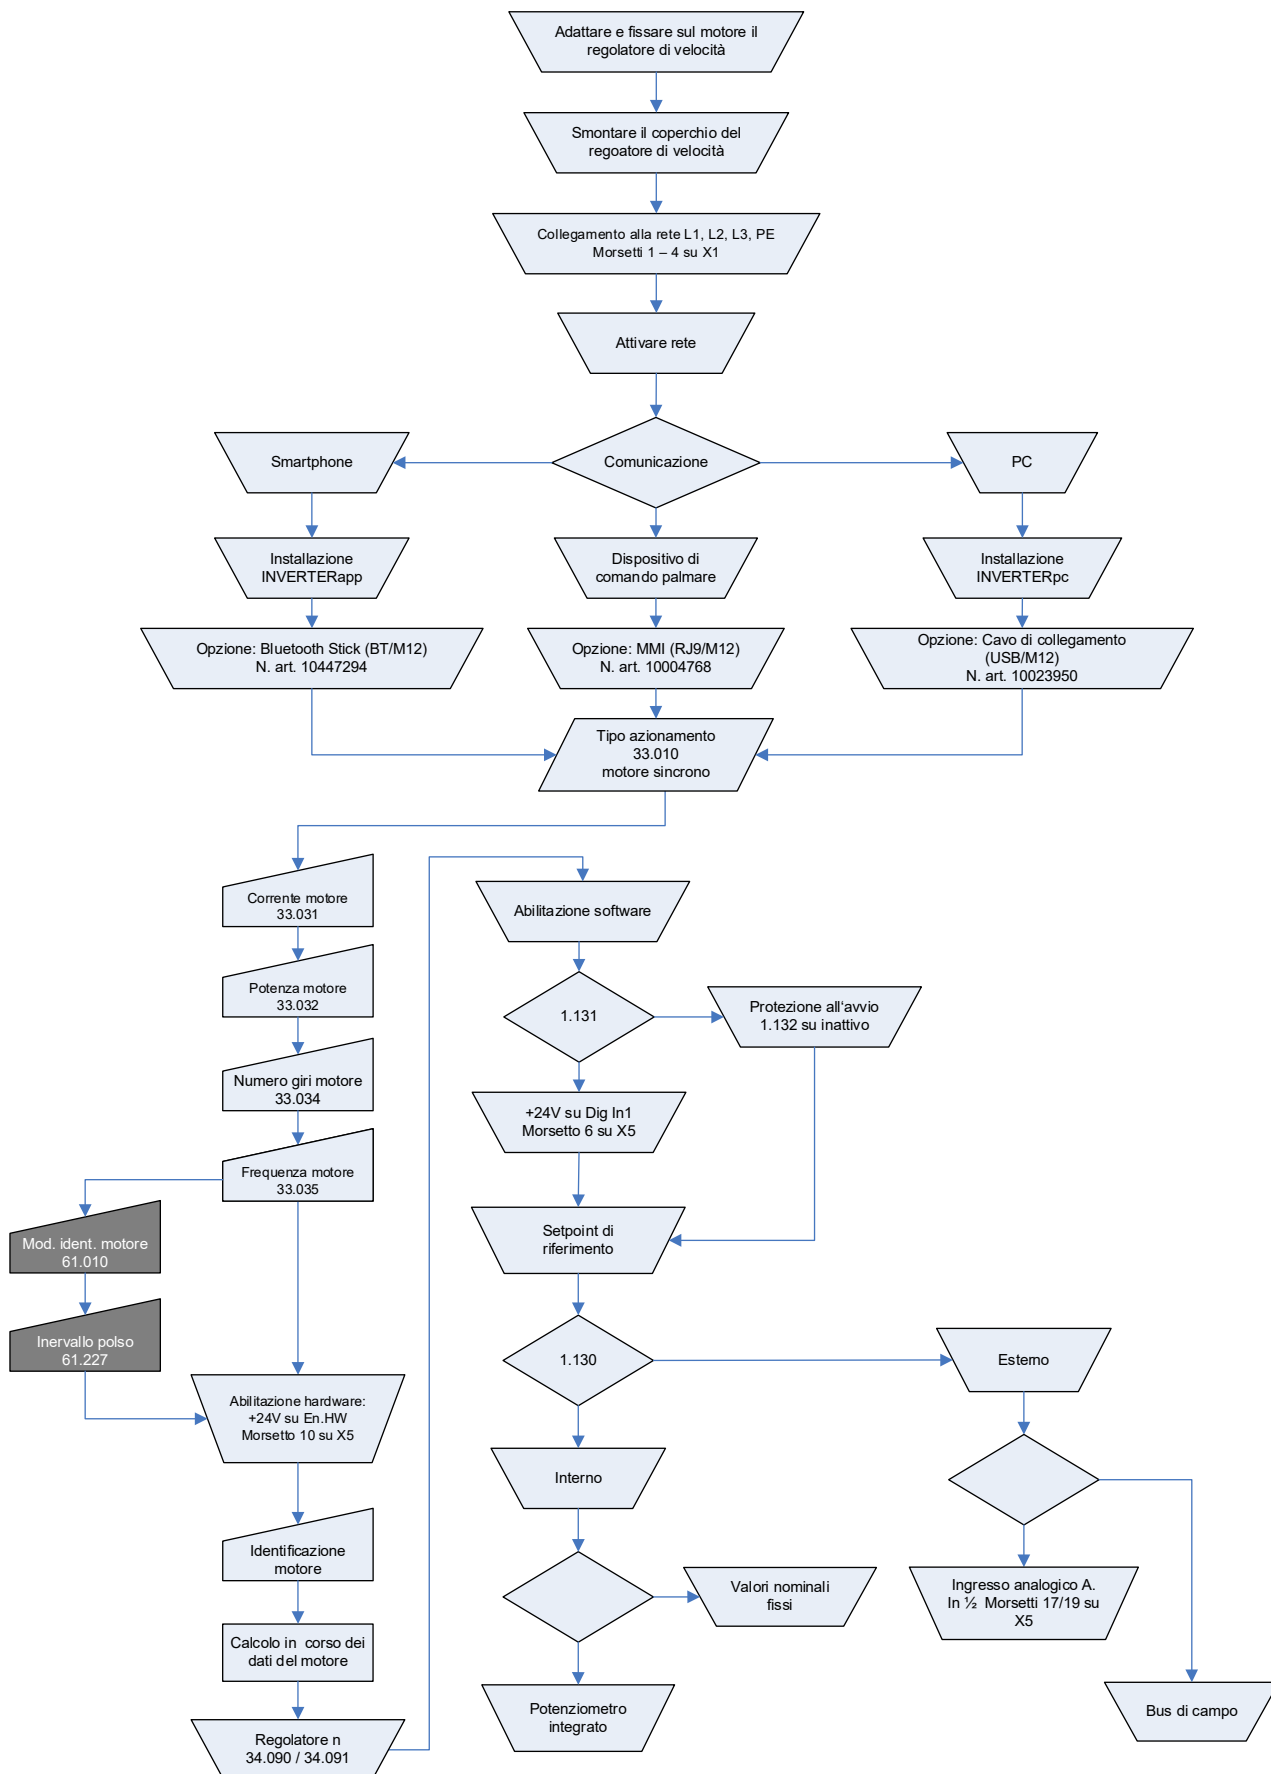 Adattare e fissare sul motore il
regolatore di velocità
Smontare il coperchio del
regoatore di velocità
Collegamento alla rete L1, L2, L3, PE
Morsetti 1 – 4 su X1
Attivare rete
Smartphone
Comunicazione
PC
Installazione
INVERTERapp
Dispositivo di
comando palmare
Installazione
INVERTERpc
Opzione: Bluetooth Stick (BT/M12)
N. art. 10447294
Opzione: MMI (RJ9/M12)
N. art. 10004768
Opzione: Cavo di collegamento
(USB/M12)
N. art. 10023950
Tipo azionamento
33.010
motore sincrono
Corrente motore
33.031
Potenza motore
33.032
Numero giri motore
33.034
Frequenza motore
33.035
Mod. ident. motore
61.010
Inervallo polso
61.227
Abilitazione hardware:
+24V su En.HW
Morsetto 10 su X5
Identificazione
motore
Calcolo in corso dei
dati del motore
Regolatore n
34.090 / 34.091
Abilitazione software
1.131
Protezione all‘avvio
1.132 su inattivo
+24V su Dig In1
Morsetto 6 su X5
Setpoint di
riferimento
1.130
Esterno
Interno
Valori nominali
fissi
Potenziometro
integrato
Ingresso analogico A.
In ½ Morsetti 17/19 su
X5
Bus di campo